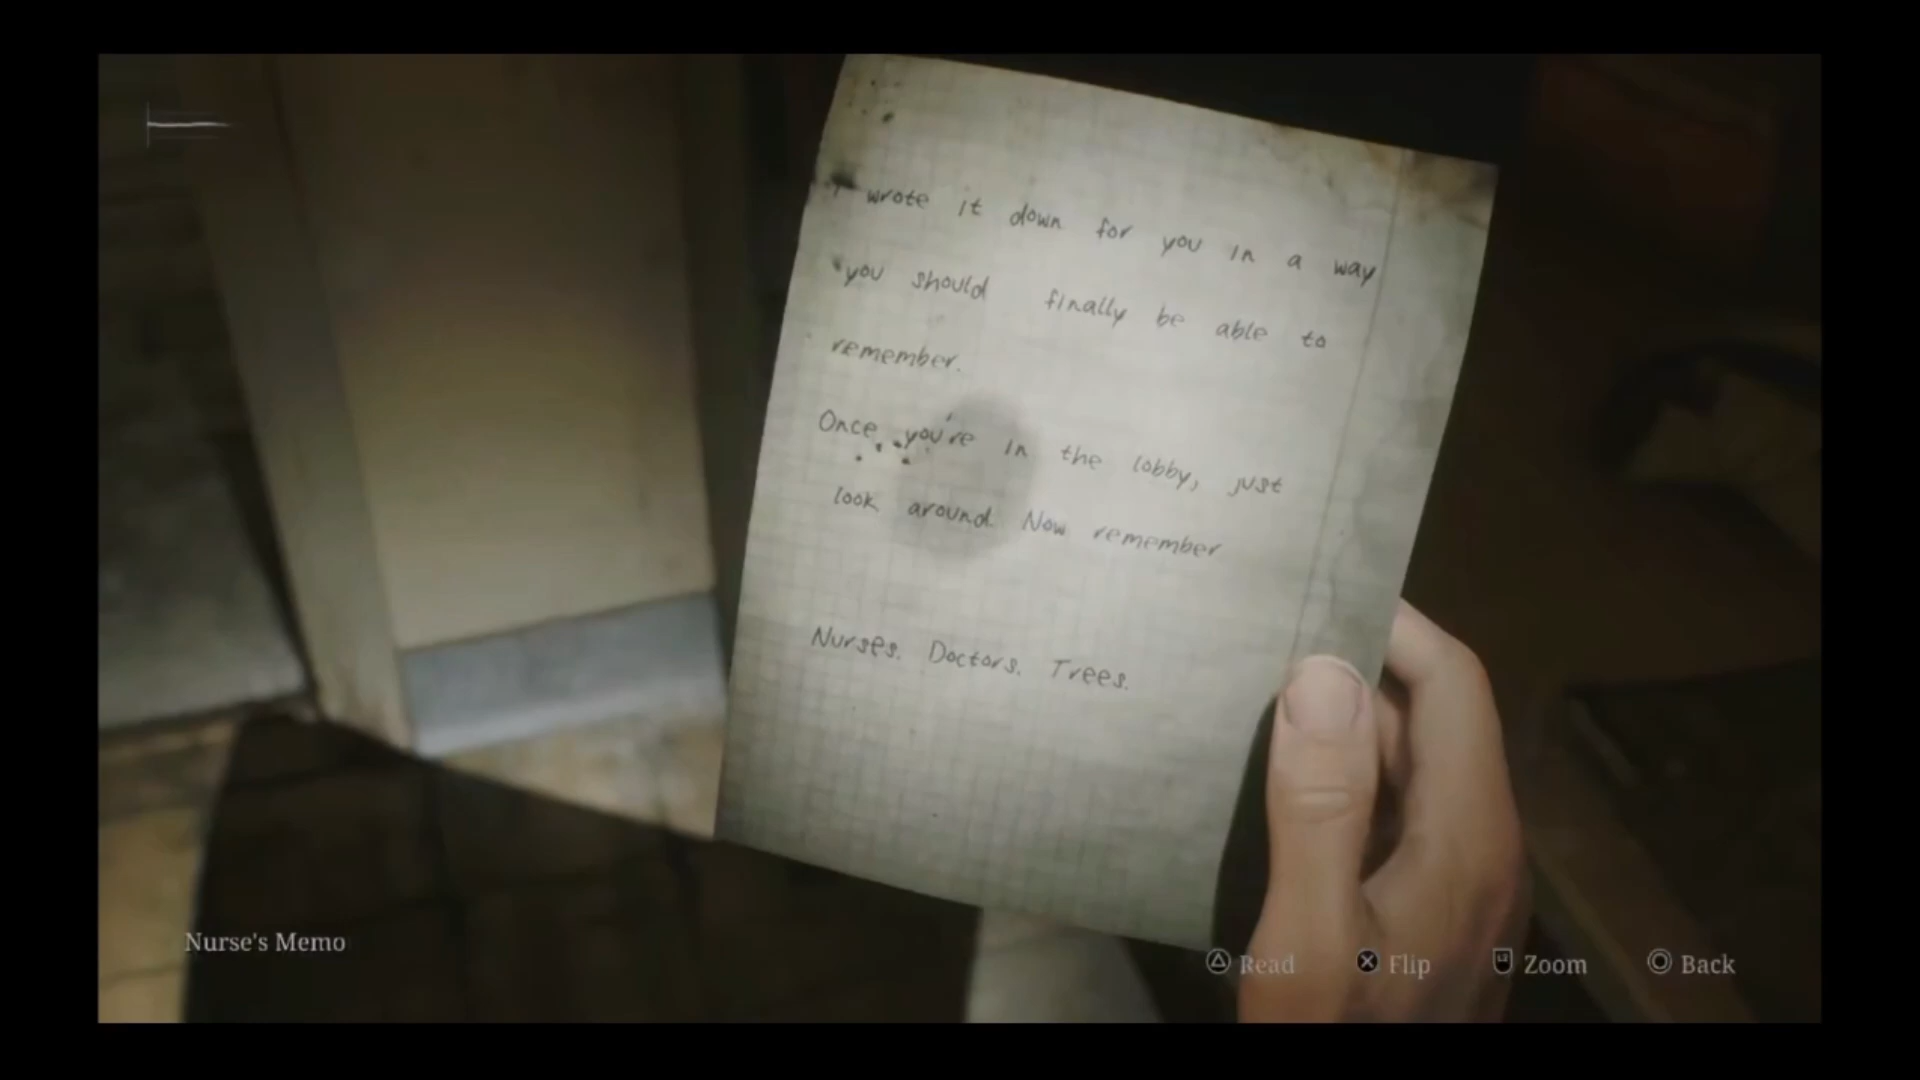 I wrote it down for you in a way
you should finally be able to
remember.
Once you're in the lobby, just
look around. Now remember
Nurses. Doctors. Trees.
Nurse's Memo
Read Flip L2 Zoom Back